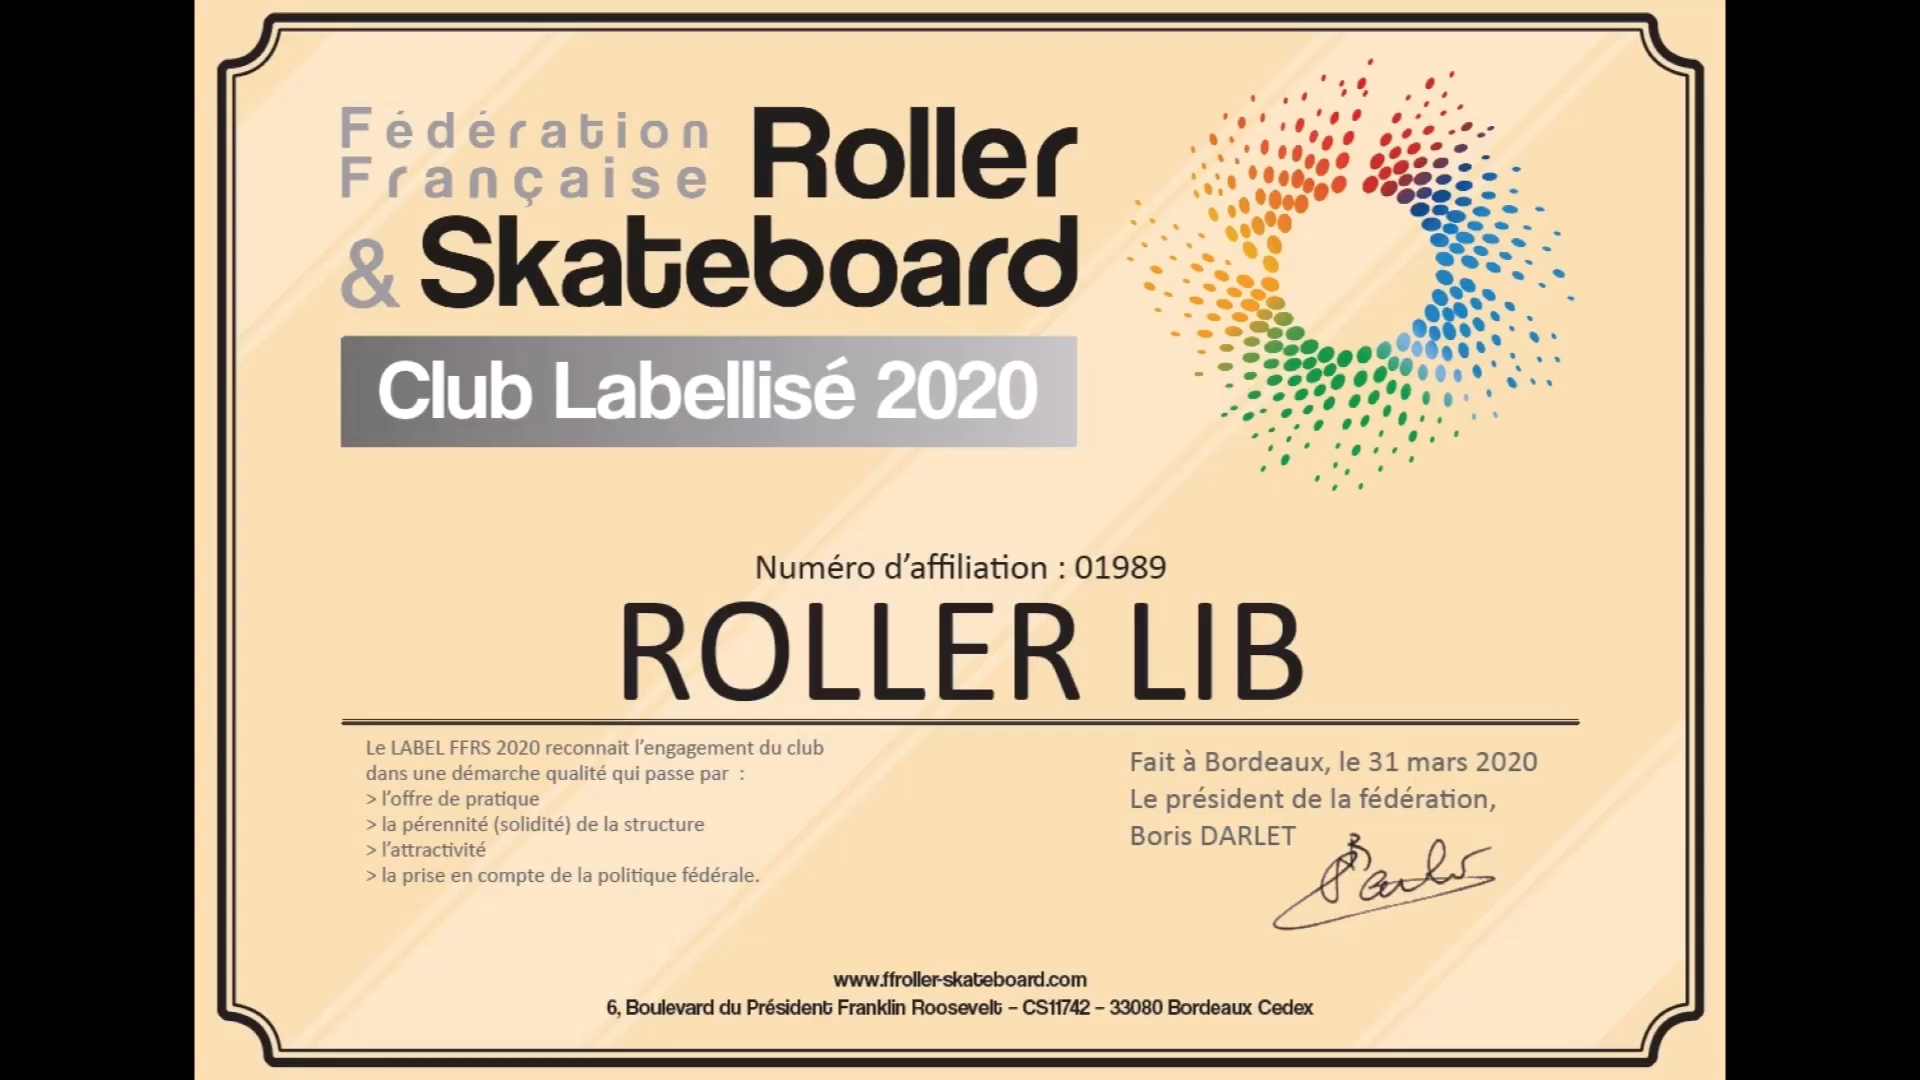 Fédération
Française
Roller
& Skateboard
Club Labellisé 2020
Numéro d’affiliation : 01989
ROLLER LIB
Le LABEL FFRS 2020 reconnait l’engagement du club
dans une démarche qualité qui passe par  :
> l’offre de pratique
> la pérennité (solidité) de la structure
> l’attractivité
> la prise en compte de la politique fédérale.
Fait à Bordeaux, le 31 mars 2020
Le président de la fédération,
Boris DARLET
www.ffroller-skateboard.com
6, Boulevard du Président Franklin Roosevelt – CS11742 – 33080 Bordeaux Cedex